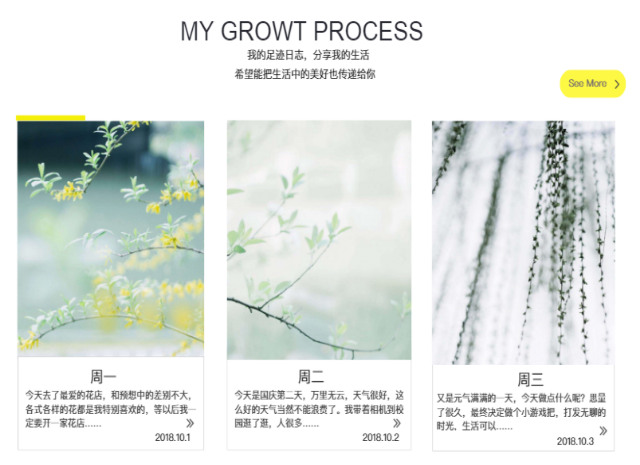 MY GROWT PROCESS
我的足迹日志，分享我的生活
希望能把生活中的美好也传递给你
See More
周一
今天去了最爱的花店，和预想中的差别不大，
各式各样的花都是我特别喜欢的，等以后我一
定要开一家花店......
2018.10.1
周二
今天是国庆第二天，万里无云，天气很好，这
么好的天气当然不能浪费了。我带着相机到校
园逛了逛，人很多......
2018.10.2
周三
又是元气满满的一天，今天做点什么呢？思量
了很久，最终决定做个小游戏把，打发无聊的
时光、生活可以......
2018.10.3